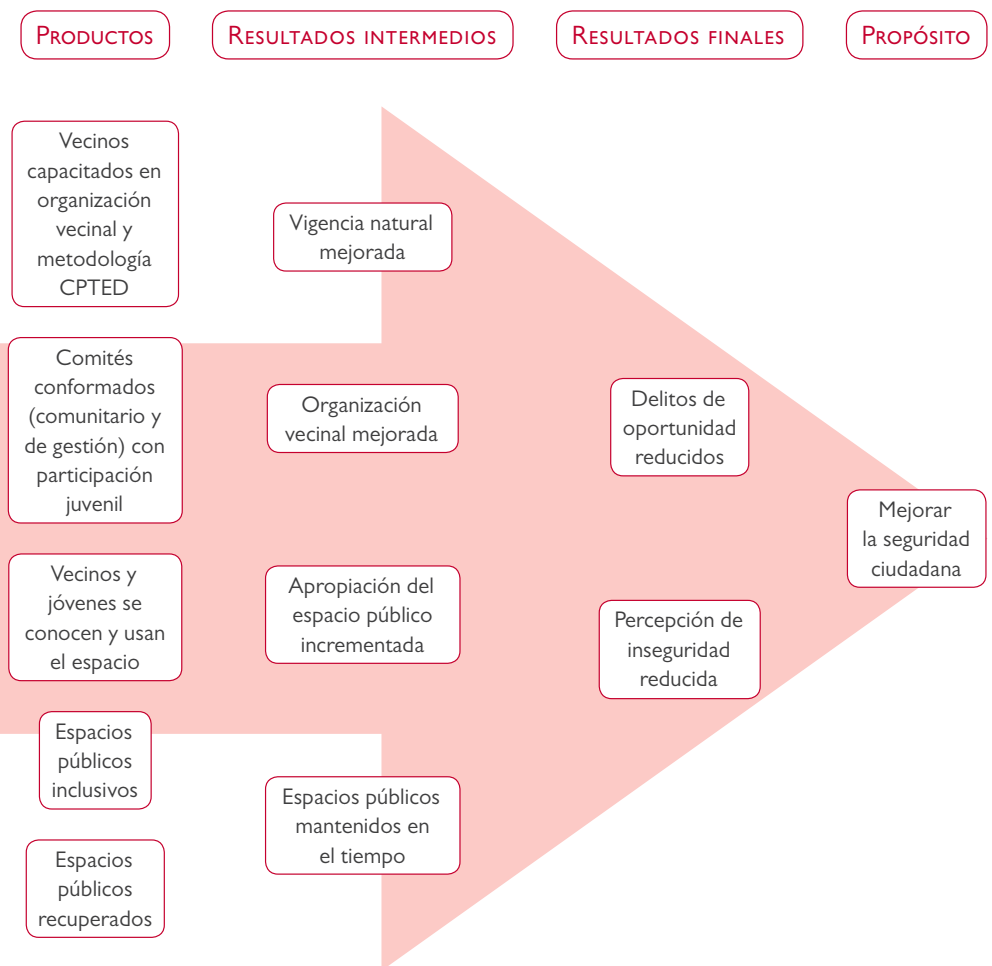 PRODUCTOS
RESULTADOS INTERMEDIOS
RESULTADOS FINALES
PROPÓSITO
Vecinos
capacitados en
organización
vecinal y
metodología
CPTED
Comités
conformados
(comunitario y
de gestión) con
participación
juvenil
Vecinos y
jóvenes se
conocen y usan
el espacio
Espacios
públicos
inclusivos
Espacios
públicos
recuperados
Vigencia natural
mejorada
Organización
vecinal mejorada
Apropiación del
espacio público
incrementada
Espacios públicos
mantenidos en
el tiempo
Delitos de
oportunidad
reducidos
Percepción de
inseguridad
reducida
Mejorar
la seguridad
ciudadana